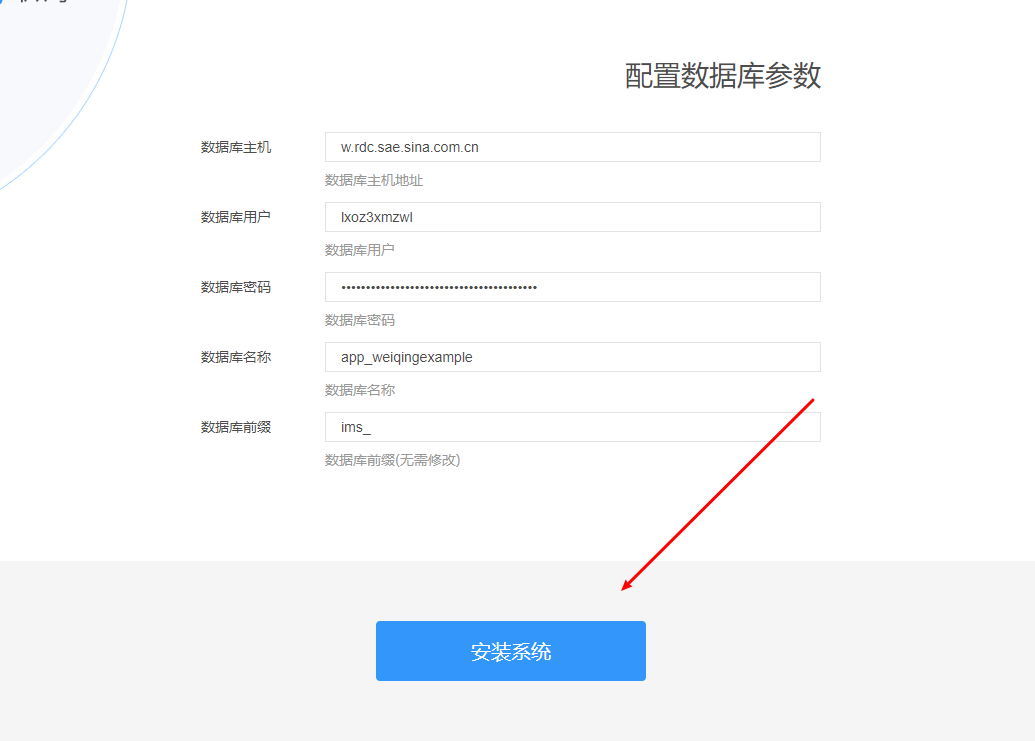 配置数据库参数
数据库主机 w.rdc.sae.sina.com.cn
数据库主机地址
数据库用户 lxoz3xmzwl
数据库用户
数据库密码 ••••••••••••••••••••••••••••••••••••••••
数据库密码
数据库名称 app_weiqingexample
数据库名称
数据库前缀 ims_
数据库前缀(无需修改)
安装系统